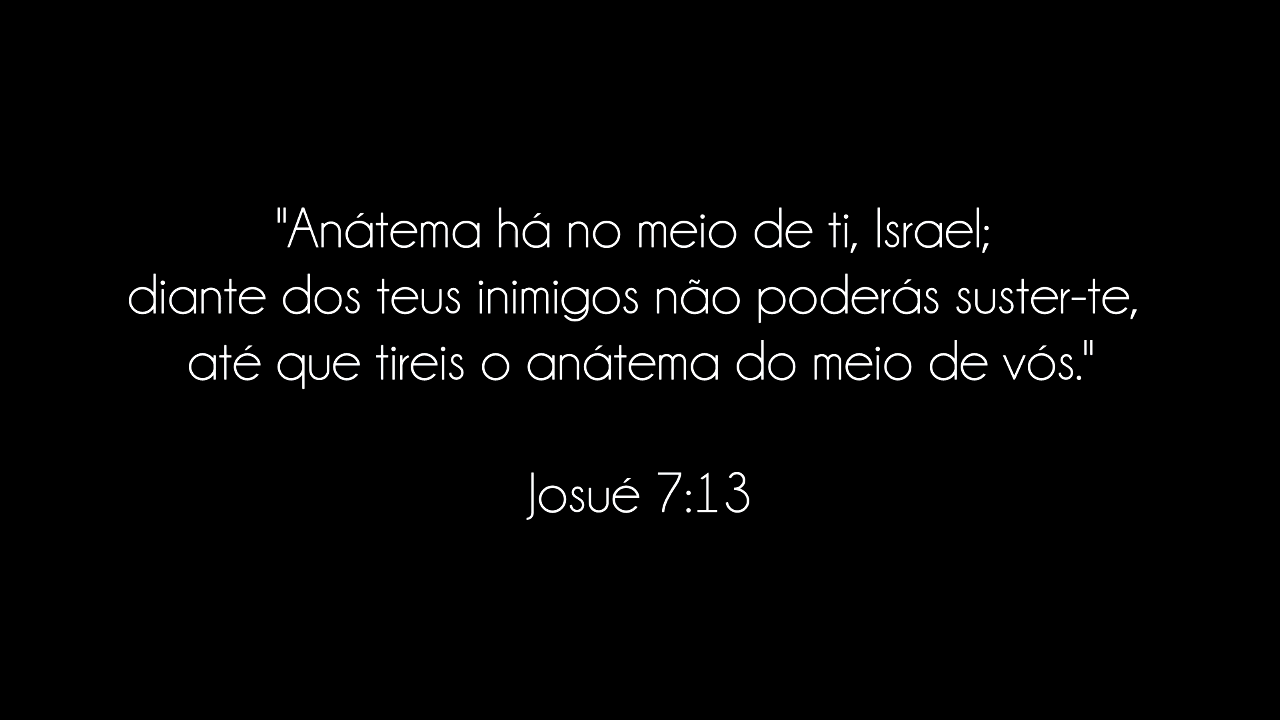 "Anátema há no meio de ti, Israel;
diante dos teus inimigos não poderás suster-te,
até que tireis o anátema do meio de vós."
Josué 7:13